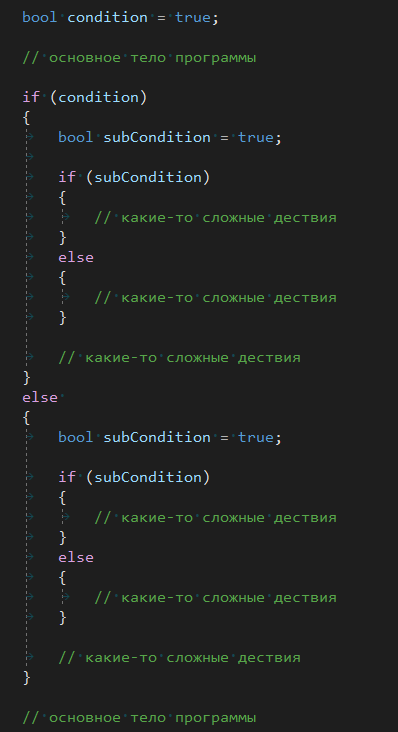 bool condition = true;
// основное тело программы
if (condition)
{
bool subCondition = true;
if (subCondition)
{
// какие-то сложные дествия
}
else
{
// какие-то сложные дествия
}
// какие-то сложные дествия
}
else
{
bool subCondition = true;
if (subCondition)
{
// какие-то сложные дествия
}
else
{
// какие-то сложные дествия
}
// какие-то сложные дествия
}
// основное тело программы